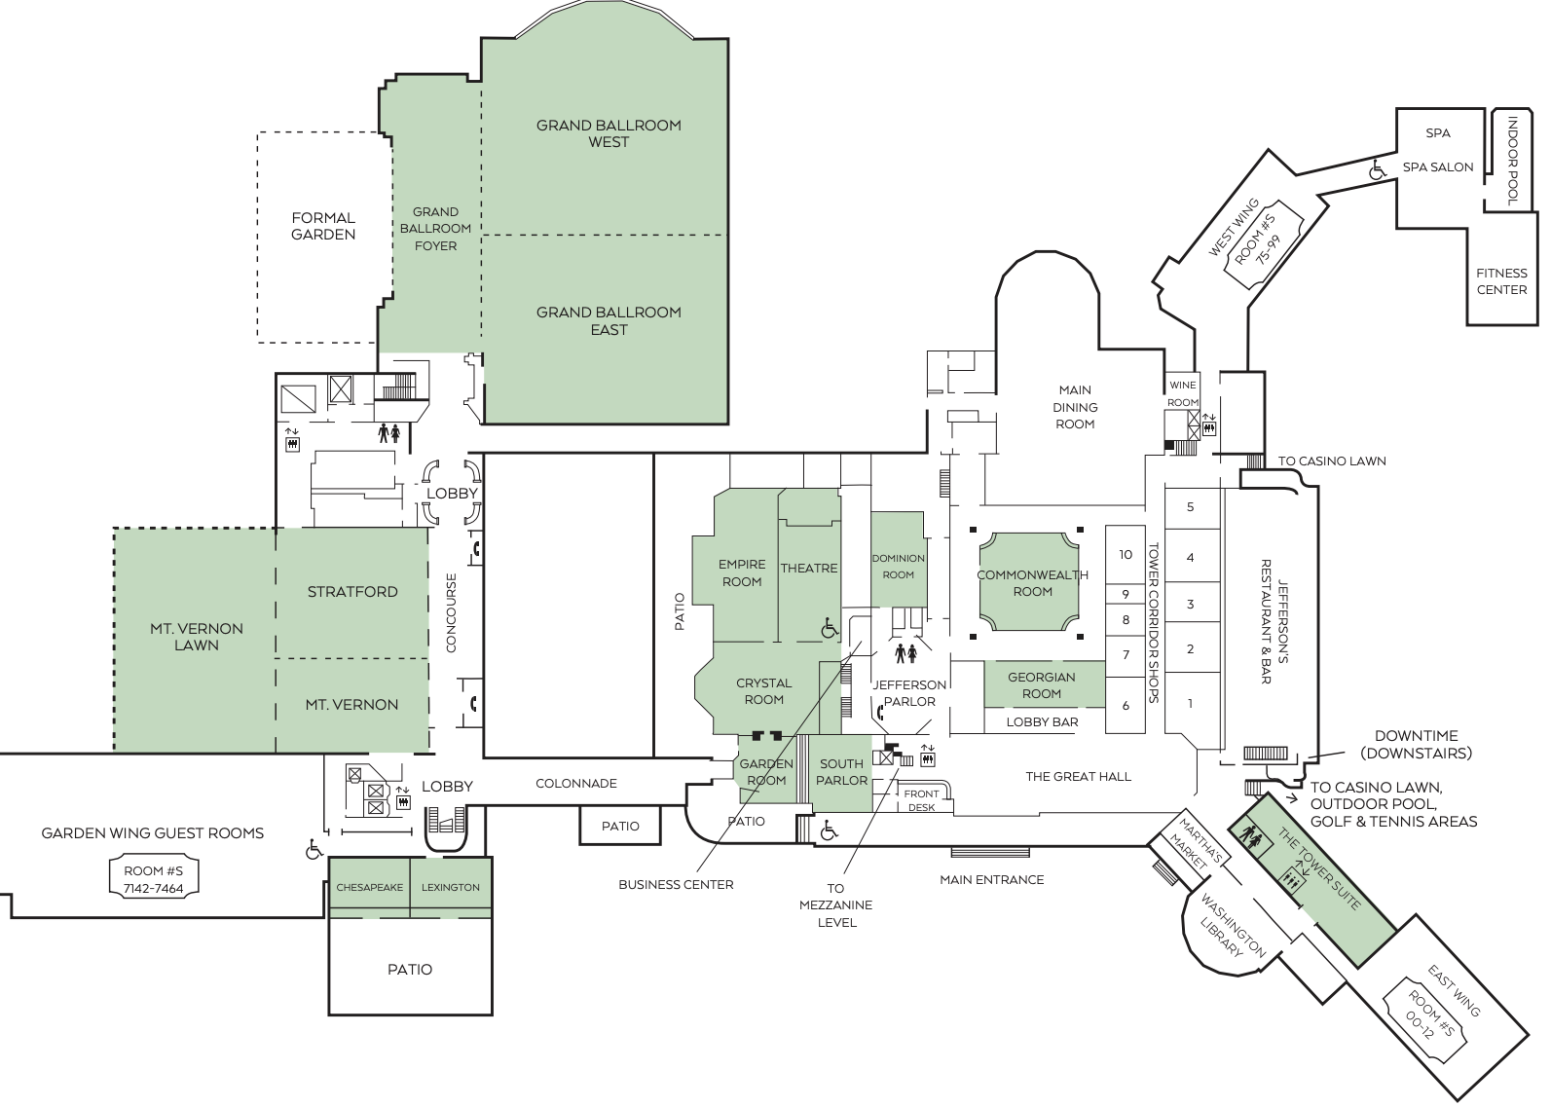 GRAND BALLROOM
WEST
SPA
SPA SALON
INDOOR POOL
FORMAL
GARDEN
GRAND
BALLROOM
FOYER
WEST WING
ROOM #S
75-99
FITNESS
CENTER
GRAND BALLROOM
EAST
MAIN
DINING
ROOM
WINE
ROOM
TO CASINO LAWN
LOBBY
5
4
3
2
1
10
9
8
7
6
TOWER CORRIDOR SHOPS
JEFFERSON'S
RESTAURANT & BAR
EMPIRE
ROOM
THEATRE
DOMINION
ROOM
COMMONWEALTH
ROOM
STRATFORD
MT. VERNON
LAWN
CONCOURSE
PATIO
MT. VERNON
CRYSTAL
ROOM
JEFFERSON
PARLOR
GEORGIAN
ROOM
LOBBY BAR
DOWNTIME
(DOWNSTAIRS)
LOBBY
COLONNADE
GARDEN
ROOM
SOUTH
PARLOR
THE GREAT HALL
FRONT
DESK
TO CASINO LAWN,
OUTDOOR POOL,
GOLF & TENNIS AREAS
GARDEN WING GUEST ROOMS
ROOM #S
7142-7464
PATIO
PATIO
MARTHA'S
MARKET
THE TOWER SUITE
CHESAPEAKE
LEXINGTON
BUSINESS CENTER
TO
MEZZANINE
LEVEL
MAIN ENTRANCE
WASHINGTON
LIBRARY
PATIO
EAST WING
ROOM #S
00-12